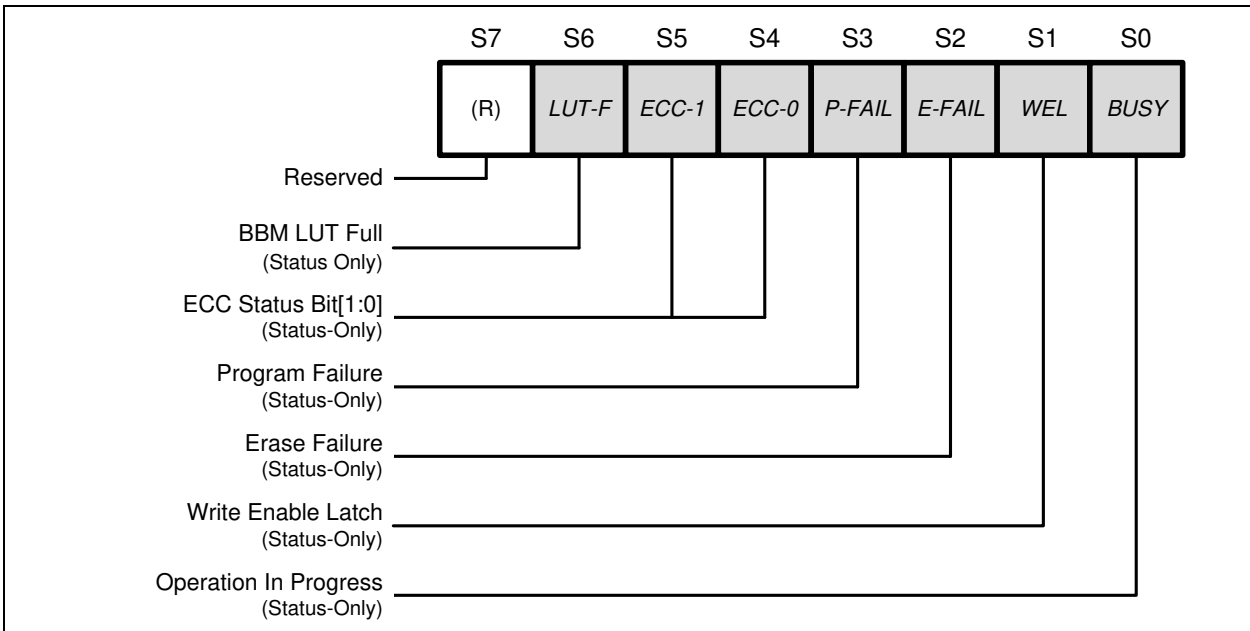 S7 S6 S5 S4 S3 S2 S1 S0
(R) LUT-F ECC-1 ECC-0 P-FAIL E-FAIL WEL BUSY
Reserved
BBM LUT Full
(Status Only)
ECC Status Bit[1:0]
(Status-Only)
Program Failure
(Status-Only)
Erase Failure
(Status-Only)
Write Enable Latch
(Status-Only)
Operation In Progress
(Status-Only)